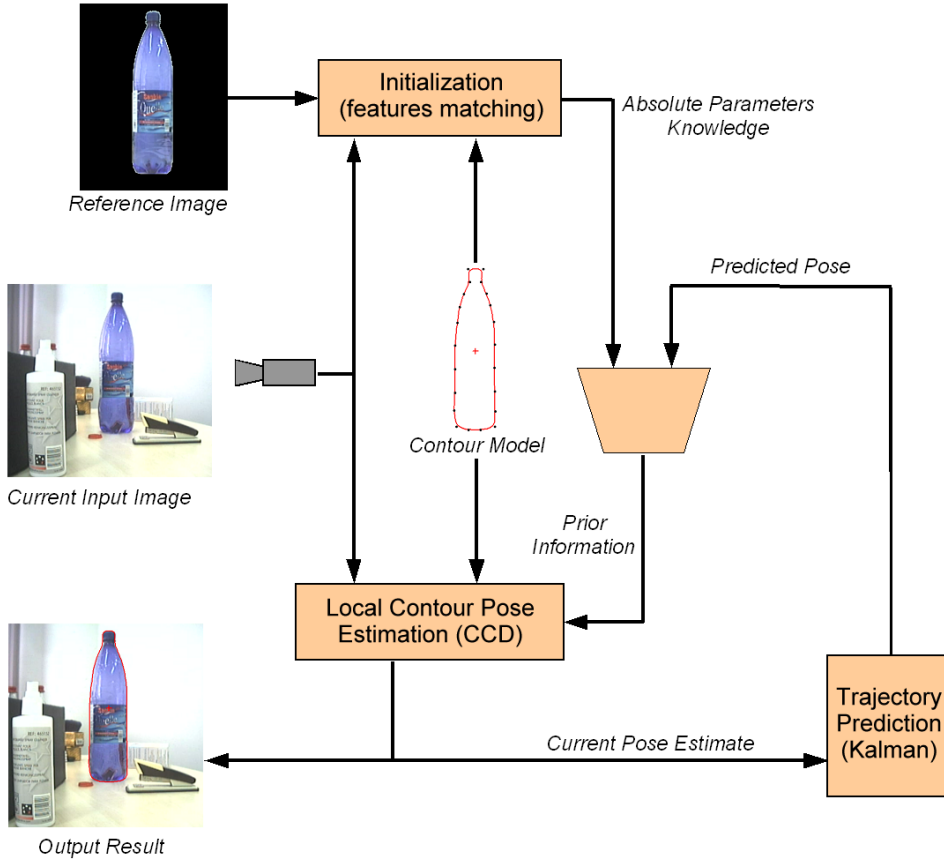 Initialization
(features matching)
Absolute Parameters
Knowledge
Reference Image
Predicted Pose
Contour Model
Current Input Image
Prior
Information
Local Contour Pose
Estimation (CCD)
Trajectory
Prediction
(Kalman)
Current Pose Estimate
Output Result